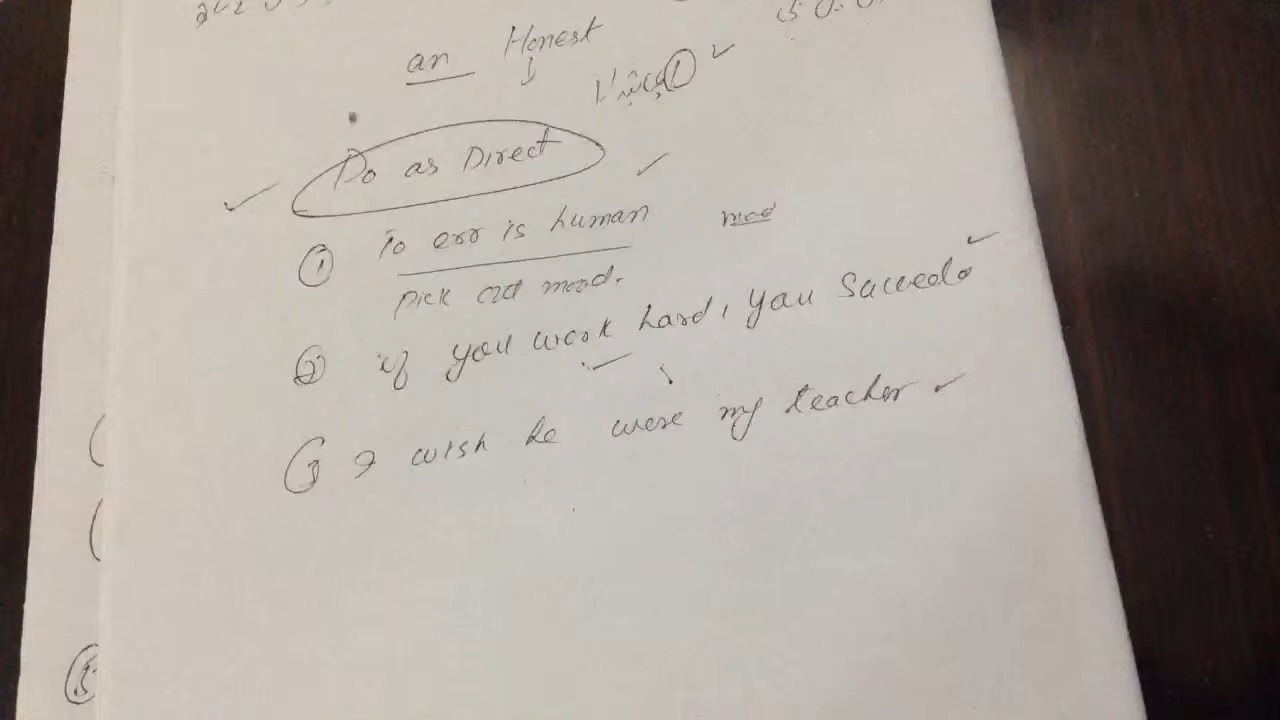 an Honest
Do as Direct
① To err is human mod
pick out mood.
② if you work hard, you Succeed
③ I wish he were my teacher